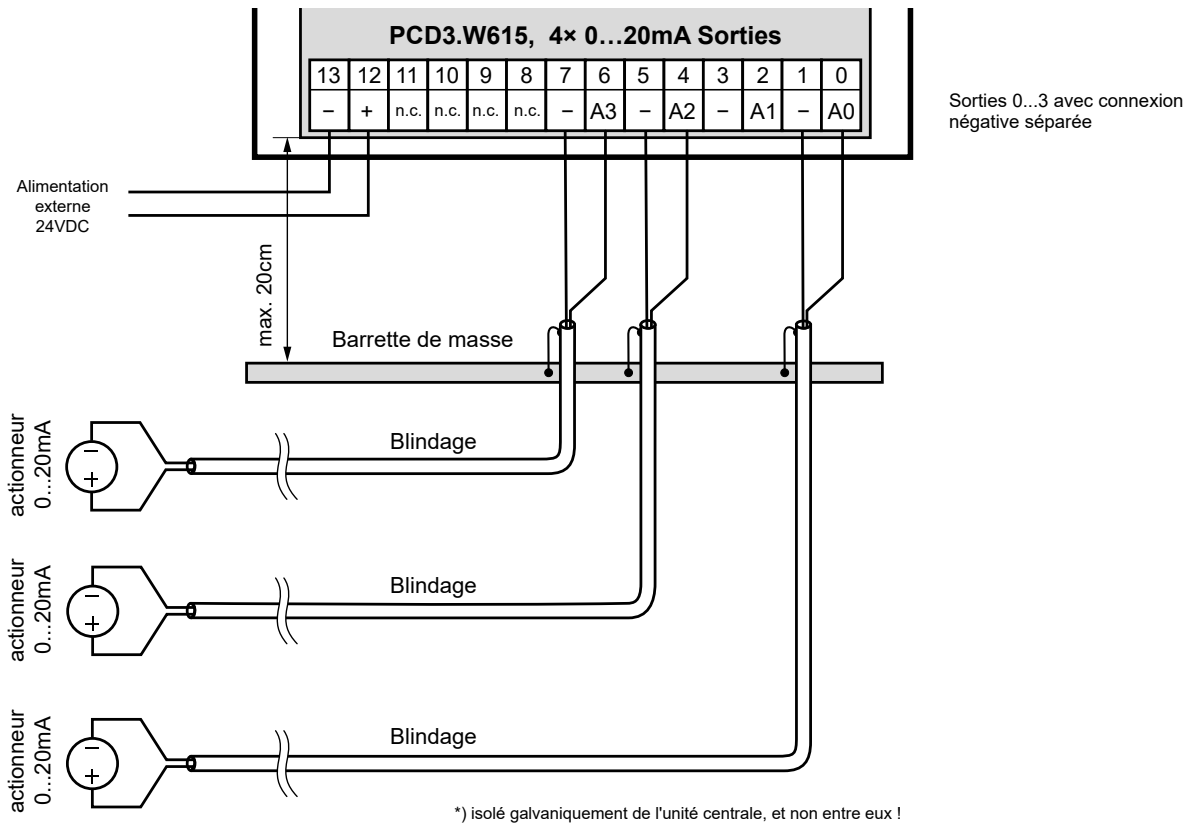 PCD3.W615, 4× 0...20mA Sorties
13 12 11 10 9 8 7 6 5 4 3 2 1 0
− + n.c. n.c. n.c. n.c. − A3 − A2 − A1 − A0
Sorties 0...3 avec connexion
négative séparée
Alimentation
externe
24VDC
max. 20cm
Barrette de masse
actionneur
0...20mA
− +
Blindage
actionneur
0...20mA
− +
Blindage
actionneur
0...20mA
− +
Blindage
*) isolé galvaniquement de l'unité centrale, et non entre eux !